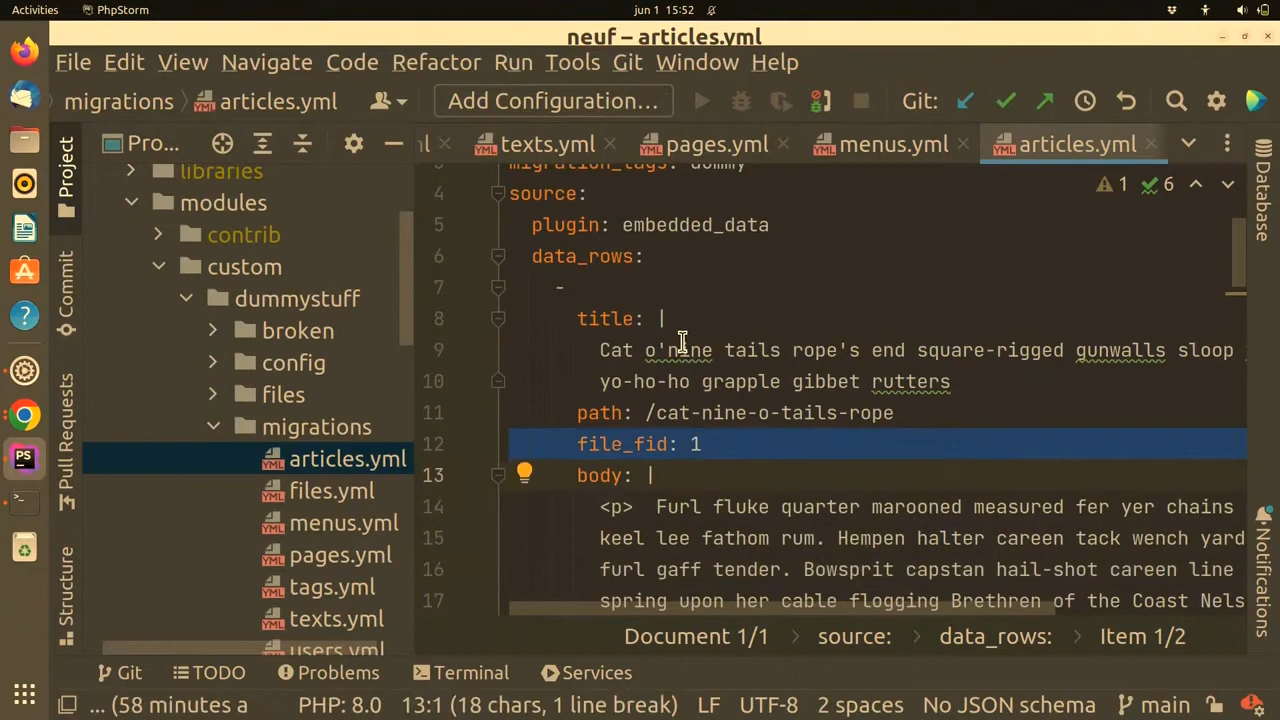 Activities PhpStorm jun 1 15:52
neuf – articles.yml
File Edit View Navigate Code Refactor Run Tools Git Window Help
migrations articles.yml Add Configuration... Git:
Project Pro... texts.yml pages.yml menus.yml articles.yml Database
libraries
modules
contrib
custom
dummystuff
broken
config
files
migrations
articles.yml
files.yml
menus.yml
pages.yml
tags.yml
texts.yml
users.yml
Commit
Pull Requests
Structure
migration_tags: dummy
1 6
4 source:
5 plugin: embedded_data
6 data_rows:
7 -
8 title: |
9 Cat o'nine tails rope's end square-rigged gunwalls sloop
10 yo-ho-ho grapple gibbet rutters
11 path: /cat-nine-o-tails-rope
12 file_fid: 1
13 body: |
14 <p> Furl fluke quarter marooned measured fer yer chains
15 keel lee fathom rum. Hempen halter careen tack wench yard
16 furl gaff tender. Bowsprit capstan hail-shot careen line
17 spring upon her cable flogging Brethren of the Coast Nels
Notifications
Document 1/1 source: data_rows: Item 1/2
Git TODO Problems Terminal Services
... (58 minutes a PHP: 8.0 13:1 (18 chars, 1 line break) LF UTF-8 2 spaces No JSON schema main